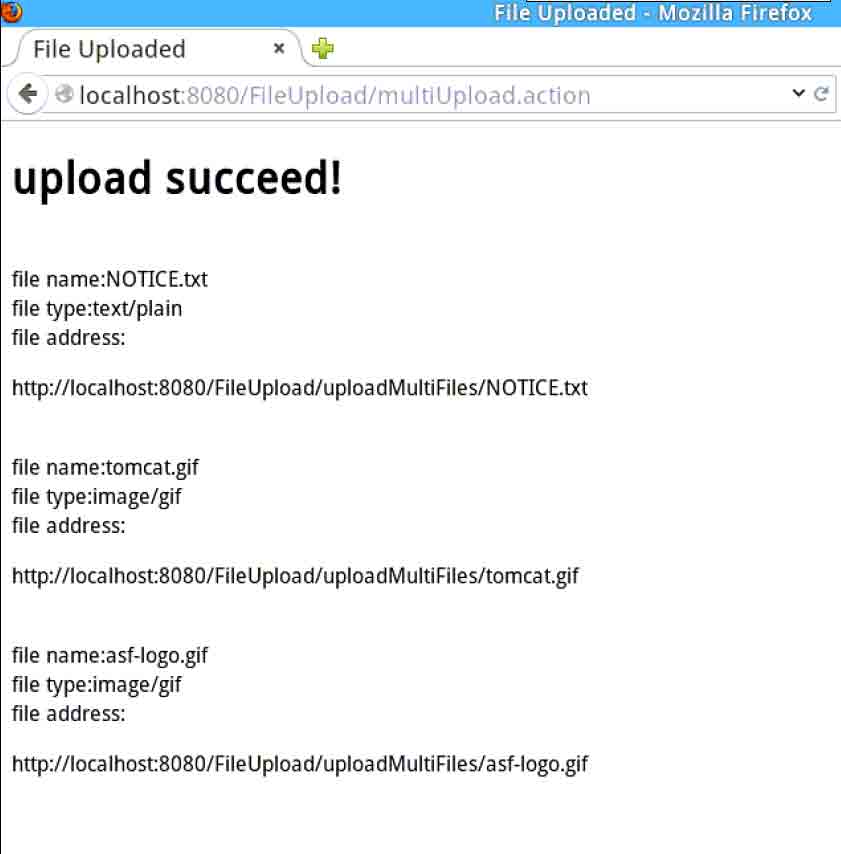 File Uploaded - Mozilla Firefox
File Uploaded
localhost:8080/FileUpload/multiUpload.action
upload succeed!
file name:NOTICE.txt
file type:text/plain
file address:
http://localhost:8080/FileUpload/uploadMultiFiles/NOTICE.txt
file name:tomcat.gif
file type:image/gif
file address:
http://localhost:8080/FileUpload/uploadMultiFiles/tomcat.gif
file name:asf-logo.gif
file type:image/gif
file address:
http://localhost:8080/FileUpload/uploadMultiFiles/asf-logo.gif